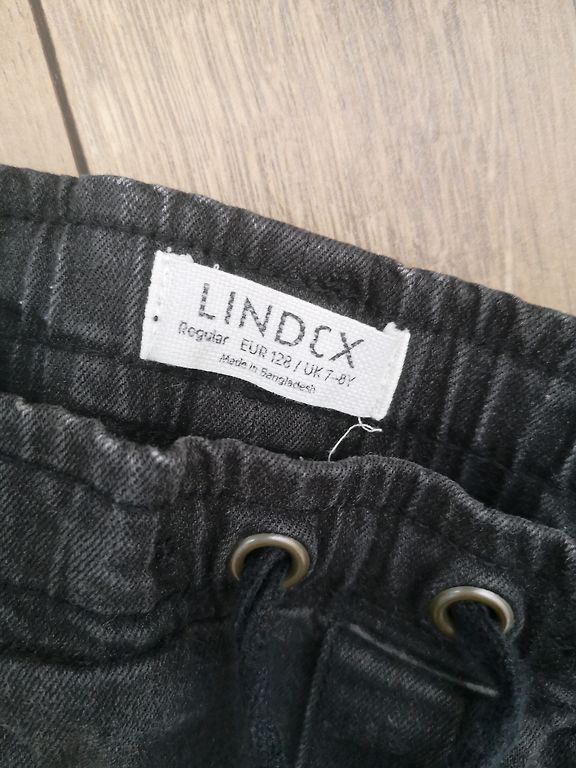 LINDEX
Regular EUR 128 / UK 7-8Y
Made in Bangladesh